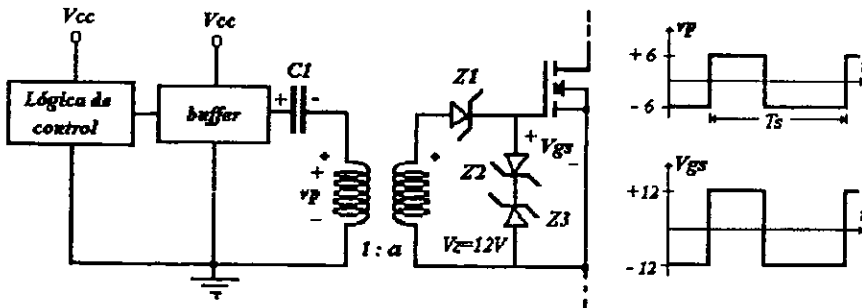 Vcc
Vcc
Lógica de
control
buffer
C1
+
-
+
vp
-
1 : a
Z1
+
Vgs
-
Z2
Z3
Vz=12V
vp
+6
-6
Ts
t
Vgs
+12
-12
t